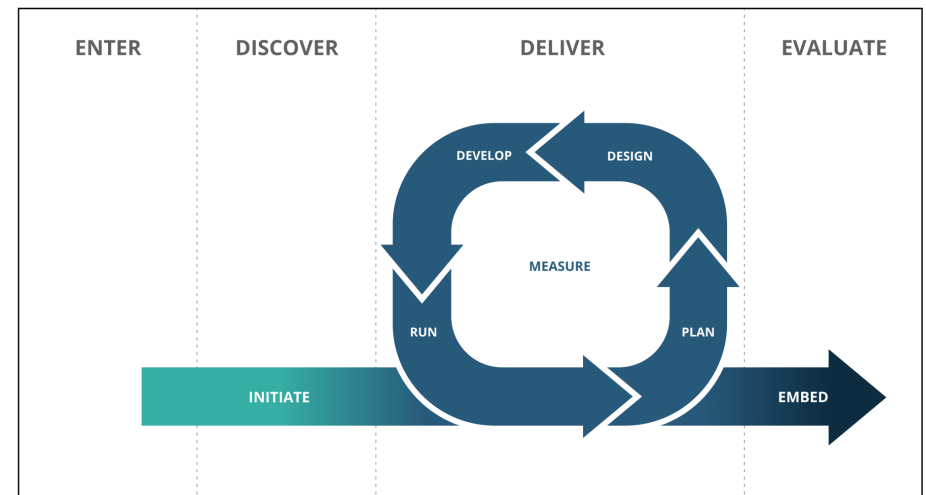 ENTER
DISCOVER
DELIVER
EVALUATE
DEVELOP
DESIGN
MEASURE
RUN
PLAN
INITIATE
EMBED